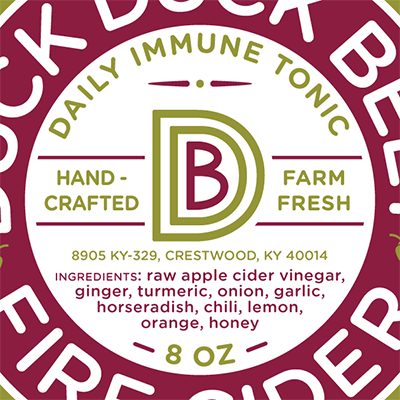 DUCK DUCK BEE
DAILY IMMUNE TONIC
DB
HAND-
CRAFTED
FARM
FRESH
8905 KY-329, CRESTWOOD, KY 40014
INGREDIENTS: raw apple cider vinegar,
ginger, turmeric, onion, garlic,
horseradish, chili, lemon,
orange, honey
- 8 OZ -
FIRE CIDER